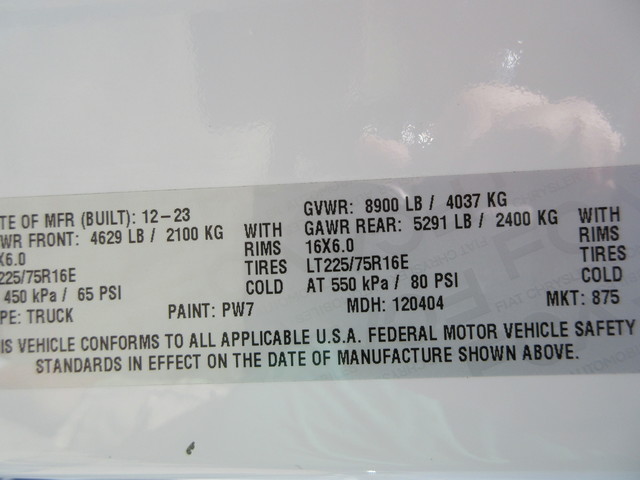 TE OF MFR (BUILT): 12-23 GVWR: 8900 LB / 4037 KG
WR FRONT: 4629 LB / 2100 KG WITH GAWR REAR: 5291 LB / 2400 KG WITH
X6.0 RIMS 16X6.0 RIMS
225/75R16E TIRES LT225/75R16E TIRES
450 kPa / 65 PSI COLD AT 550 kPa / 80 PSI COLD
PE: TRUCK PAINT: PW7 MDH: 120404 MKT: 875
IS VEHICLE CONFORMS TO ALL APPLICABLE U.S.A. FEDERAL MOTOR VEHICLE SAFETY
STANDARDS IN EFFECT ON THE DATE OF MANUFACTURE SHOWN ABOVE.